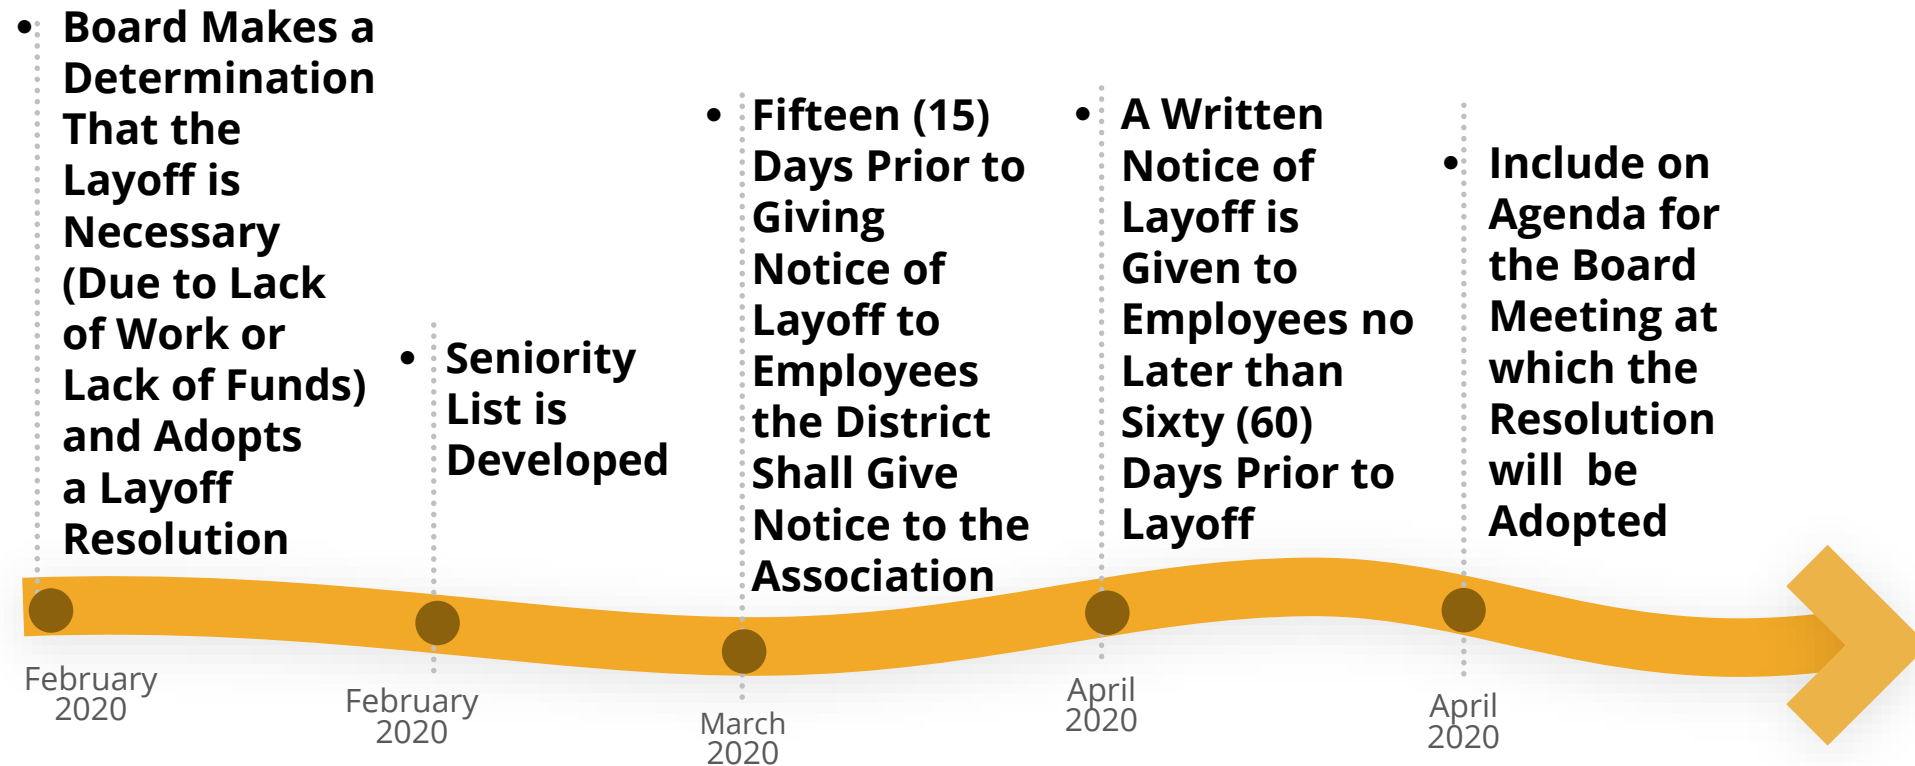 • Board Makes a
Determination
That the
Layoff is
Necessary
(Due to Lack
of Work or
Lack of Funds)
and Adopts
a Layoff
Resolution
February
2020
• Seniority
List is
Developed
February
2020
• Fifteen (15)
Days Prior to
Giving
Notice of
Layoff to
Employees
the District
Shall Give
Notice to the
Association
March
2020
• A Written
Notice of
Layoff is
Given to
Employees no
Later than
Sixty (60)
Days Prior to
Layoff
April
2020
• Include on
Agenda for
the Board
Meeting at
which the
Resolution
will  be
Adopted
April
2020